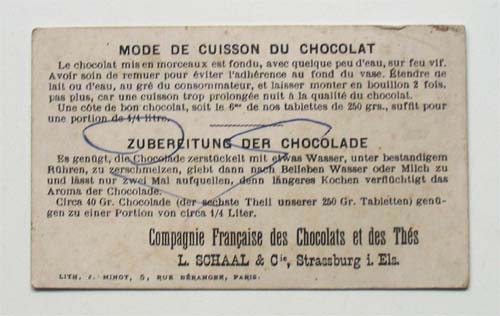 MODE DE CUISSON DU CHOCOLAT
Le chocolat mis en morceaux est fondu, avec quelque peu d'eau, sur feu vif.
Avoir soin de remuer pour éviter l'adhérence au fond du vase. Étendre de
lait ou d'eau, au gré du consommateur, et laisser monter en bouillon 2 fois,
pas plus, car une cuisson trop prolongée nuit à la qualité du chocolat.
Une côte de bon chocolat, soit le 6me de nos tablettes de 250 grs., suffit pour
une portion de 1/4 litre.
ZUBEREITUNG DER CHOCOLADE
Es genügt, die Chocolade zerstückelt mit etwas Wasser, unter bestandigem
Rühren, zu zerschmelzen, giebt dann nach Belieben Wasser oder Milch zu
und lässt nur zwei Mal aufquellen, denn längeres Kochen verflüchtigt das
Aroma der Chocolade.
Circa 40 Gr. Chocolade (der sechste Theil unserer 250 Gr. Tabletten) genü-
gen zu einer Portion von circa 1/4 Liter.
Compagnie Française des Chocolats et des Thés
L. SCHAAL & Cie, Strassburg i. Els.
LITH. J. MINOT, 5, RUE BÉRANGER, PARIS.